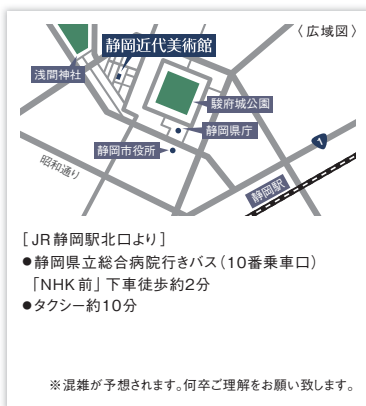 〈広域図〉
静岡近代美術館
浅間神社
駿府城公園
静岡県庁
静岡市役所
昭和通り
1
静岡駅
[JR静岡駅北口より]
●静岡県立総合病院行きバス(10番乗車口)
「NHK前」下車徒歩約2分
●タクシー約10分
※混雑が予想されます。何卒ご理解をお願い致します。